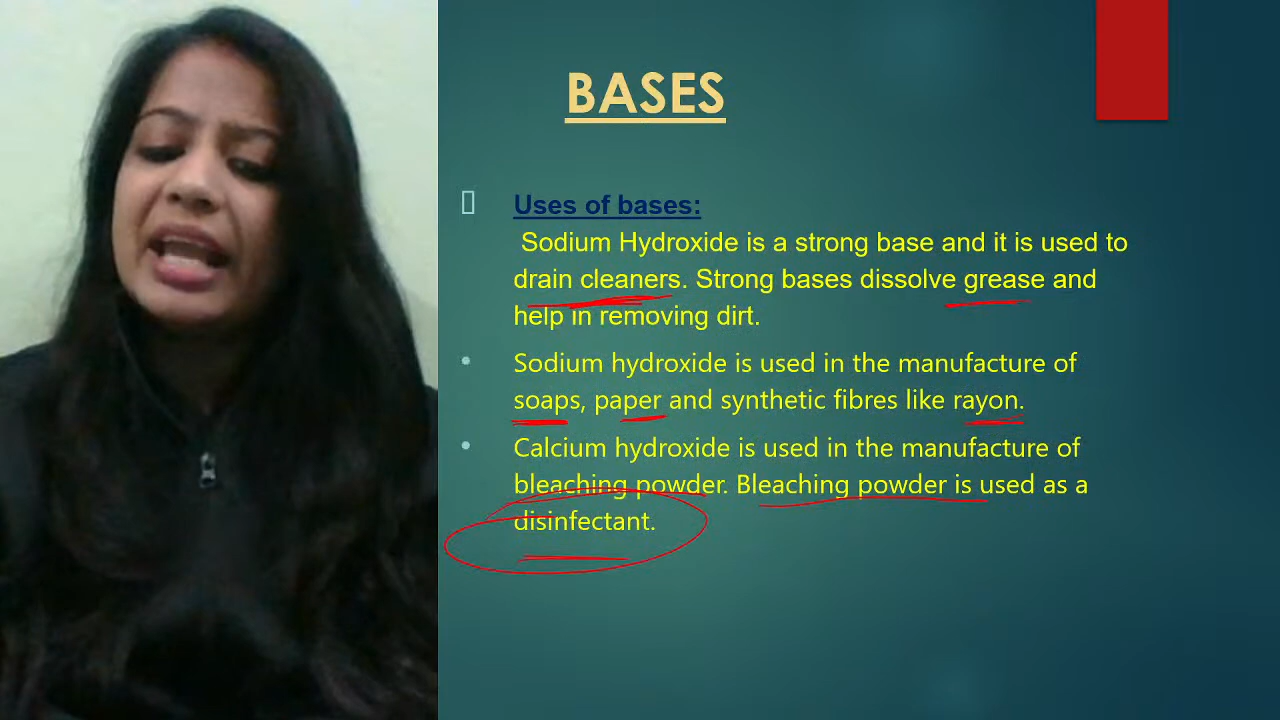 BASES
Uses of bases:
Sodium Hydroxide is a strong base and it is used to
drain cleaners. Strong bases dissolve grease and
help in removing dirt.
• Sodium hydroxide is used in the manufacture of
soaps, paper and synthetic fibres like rayon.
• Calcium hydroxide is used in the manufacture of
bleaching powder. Bleaching powder is used as a
disinfectant.